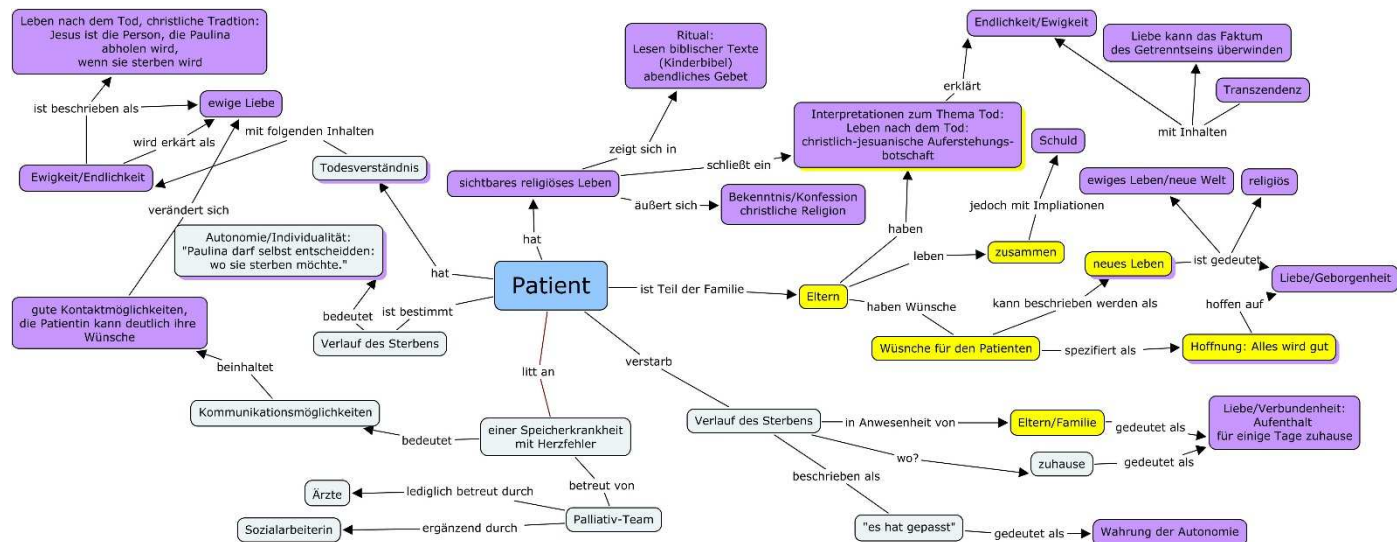 Leben nach dem Tod, christliche Tradtion:
Jesus ist die Person, die Paulina
abholen wird,
wenn sie sterben wird
ist beschrieben als
ewige Liebe
wird erkärt als
mit folgenden Inhalten
Ewigkeit/Endlichkeit
Todesverständnis
verändert sich
Autonomie/Individualität:
"Paulina darf selbst entscheidden:
wo sie sterben möchte."
hat
bedeutet
ist bestimmt
Verlauf des Sterbens
gute Kontaktmöglichkeiten,
die Patientin kann deutlich ihre
Wünsche
beinhaltet
Kommunikationsmöglichkeiten
bedeutet
einer Speicherkrankheit
mit Herzfehler
litt an
betreut von
Ärzte
lediglich betreut durch
Palliativ-Team
Sozialarbeiterin
ergänzend durch
Patient
hat
sichtbares religiöses Leben
zeigt sich in
Ritual:
Lesen biblischer Texte
(Kinderbibel)
abendliches Gebet
schließt ein
äußert sich
Bekenntnis/Konfession
christliche Religion
Interpretationen zum Thema Tod:
Leben nach dem Tod:
christlich-jesuanische Auferstehungs-
botschaft
erklärt
Endlichkeit/Ewigkeit
Liebe kann das Faktum
des Getrenntseins überwinden
Transzendenz
mit Inhalten
ist Teil der Familie
Eltern
haben
leben
zusammen
jedoch mit Impliationen
Schuld
haben Wünsche
Wüsnche für den Patienten
kann beschrieben werden als
neues Leben
ist gedeutet
ewiges Leben/neue Welt
religiös
Liebe/Geborgenheit
hoffen auf
spezifiert als
Hoffnung: Alles wird gut
verstarb
Verlauf des Sterbens
in Anwesenheit von
Eltern/Familie
gedeutet als
Liebe/Verbundenheit:
Aufenthalt
für einige Tage zuhause
wo?
zuhause
gedeutet als
beschrieben als
"es hat gepasst"
gedeutet als
Wahrung der Autonomie